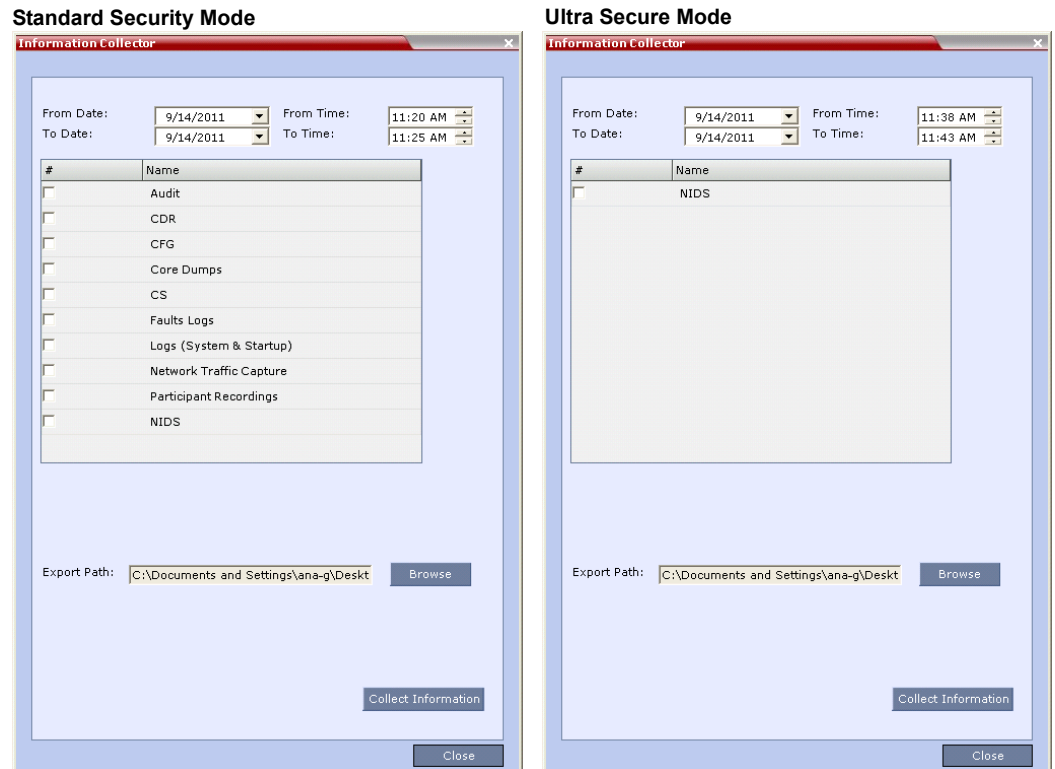 Standard Security Mode
Information Collector
From Date: 9/14/2011 From Time: 11:20 AM
To Date: 9/14/2011 To Time: 11:25 AM
# Name
Audit
CDR
CFG
Core Dumps
CS
Faults Logs
Logs (System & Startup)
Network Traffic Capture
Participant Recordings
NIDS
Export Path: C:\Documents and Settings\ana-g\Deskt Browse
Collect Information
Close
Ultra Secure Mode
Information Collector
From Date: 9/14/2011 From Time: 11:38 AM
To Date: 9/14/2011 To Time: 11:43 AM
# Name
NIDS
Export Path: C:\Documents and Settings\ana-g\Deskt Browse
Collect Information
Close